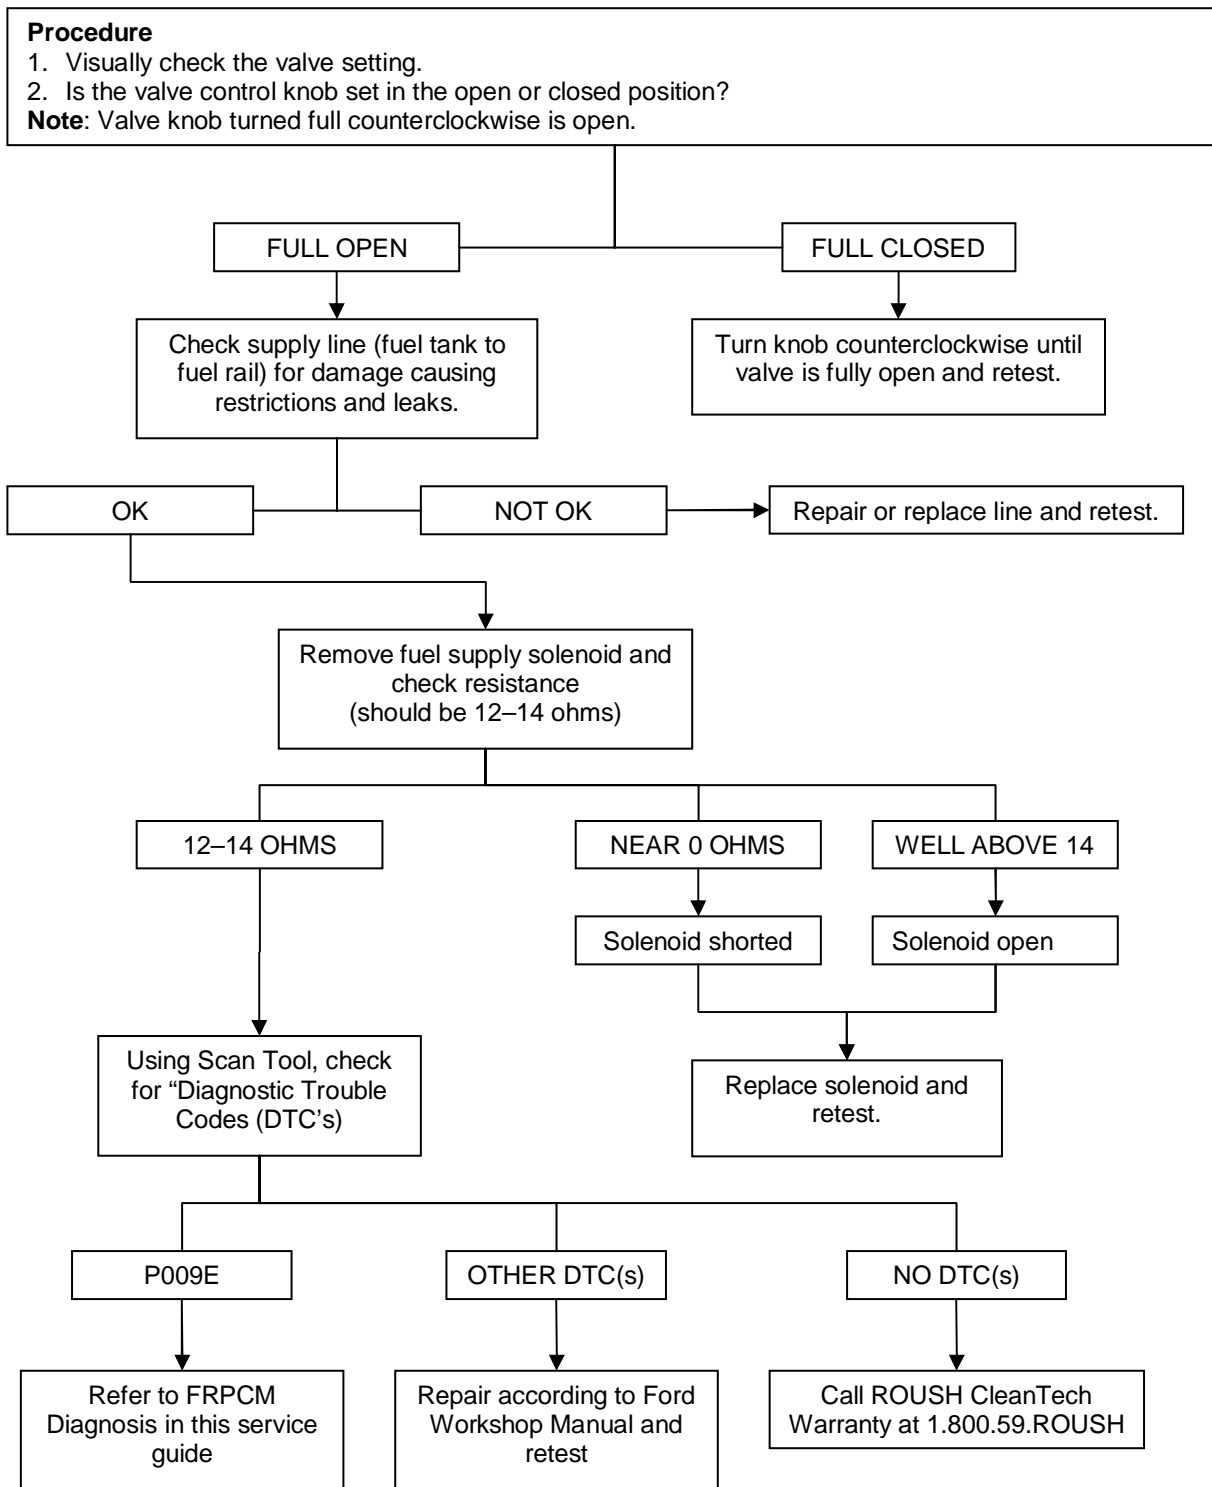 Procedure
1. Visually check the valve setting.
2. Is the valve control knob set in the open or closed position?
Note: Valve knob turned full counterclockwise is open.
FULL OPEN
FULL CLOSED
Check supply line (fuel tank to
fuel rail) for damage causing
restrictions and leaks.
Turn knob counterclockwise until
valve is fully open and retest.
OK
NOT OK
Repair or replace line and retest.
Remove fuel supply solenoid and
check resistance
(should be 12–14 ohms)
12–14 OHMS
NEAR 0 OHMS
WELL ABOVE 14
Solenoid shorted
Solenoid open
Using Scan Tool, check
for “Diagnostic Trouble
Codes (DTC’s)
Replace solenoid and
retest.
P009E
OTHER DTC(s)
NO DTC(s)
Refer to FRPCM
Diagnosis in this service
guide
Repair according to Ford
Workshop Manual and
retest
Call ROUSH CleanTech
Warranty at 1.800.59.ROUSH